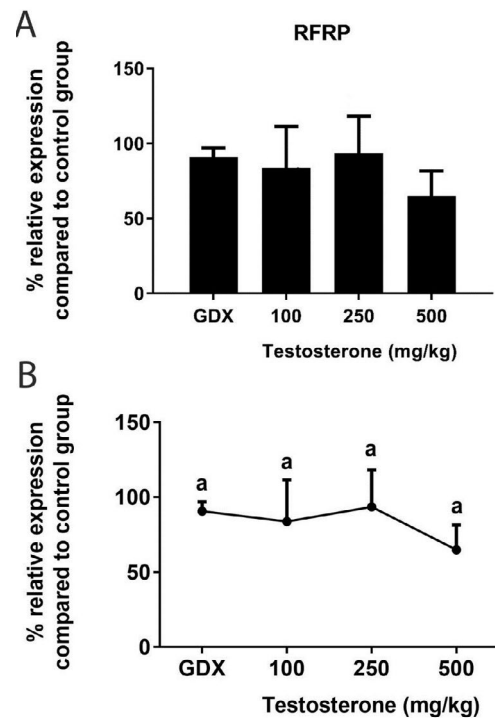 A
RFRP
% relative expression
compared to control group
150
100
50
0
GDX 100 250 500
Testosterone (mg/kg)
B
% relative expression
compared to control group
150
100
50
0
a a a a
GDX 100 250 500
Testosterone (mg/kg)